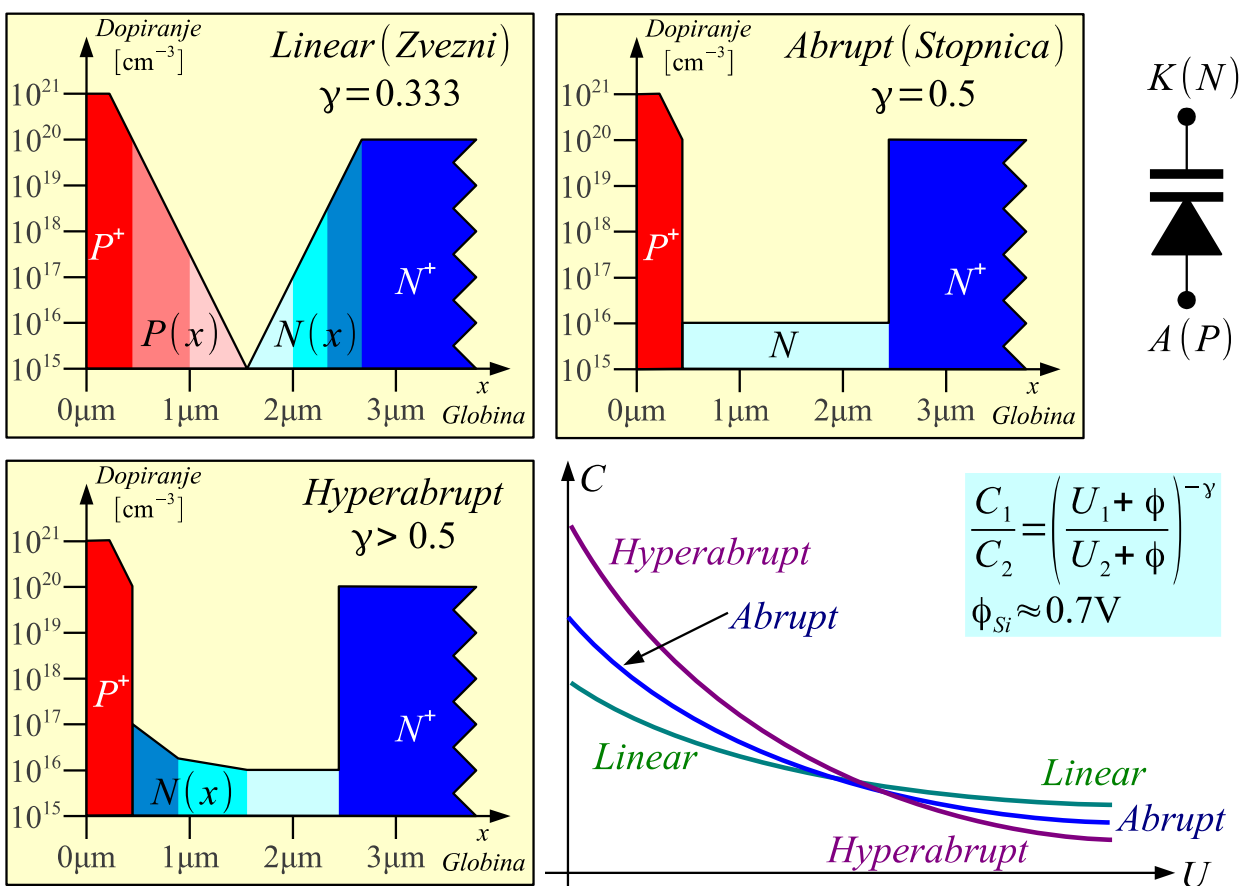 Dopiranje
[cm⁻³]
Linear (Zvezni)
γ=0.333
10²¹
10²⁰
10¹⁹
10¹⁸
10¹⁷
10¹⁶
10¹⁵
P⁺
P(x)
N(x)
N⁺
0μm 1μm 2μm 3μm
x
Globina
Dopiranje
[cm⁻³]
Abrupt (Stopnica)
γ=0.5
10²¹
10²⁰
10¹⁹
10¹⁸
10¹⁷
10¹⁶
10¹⁵
P⁺
N
N⁺
0μm 1μm 2μm 3μm
x
Globina
K(N)
A(P)
Dopiranje
[cm⁻³]
Hyperabrupt
γ> 0.5
10²¹
10²⁰
10¹⁹
10¹⁸
10¹⁷
10¹⁶
10¹⁵
P⁺
N(x)
N⁺
0μm 1μm 2μm 3μm
x
Globina
C
Hyperabrupt
Abrupt
Linear
Linear
Abrupt
Hyperabrupt
U
C₁/C₂=((U₁+ϕ)/(U₂+ϕ))^−γ
ϕ_Si≈0.7V